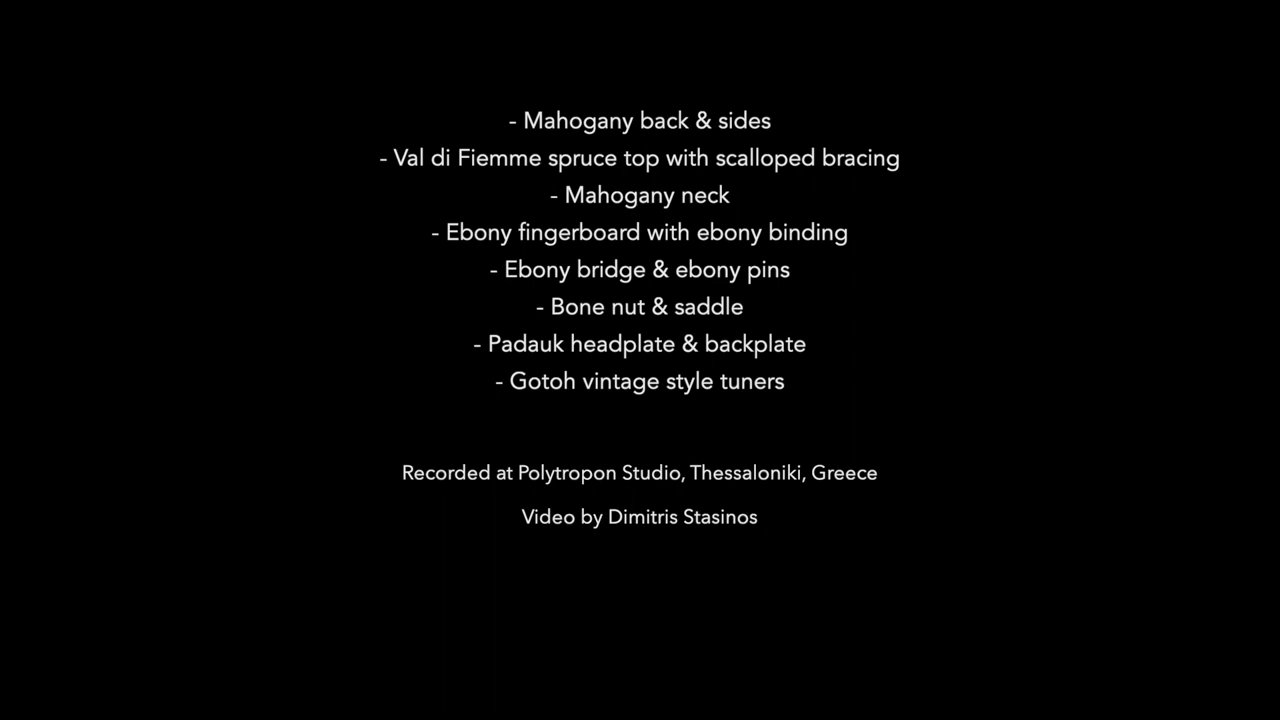 - Mahogany back & sides
- Val di Fiemme spruce top with scalloped bracing
- Mahogany neck
- Ebony fingerboard with ebony binding
- Ebony bridge & ebony pins
- Bone nut & saddle
- Padauk headplate & backplate
- Gotoh vintage style tuners
Recorded at Polytropon Studio, Thessaloniki, Greece
Video by Dimitris Stasinos